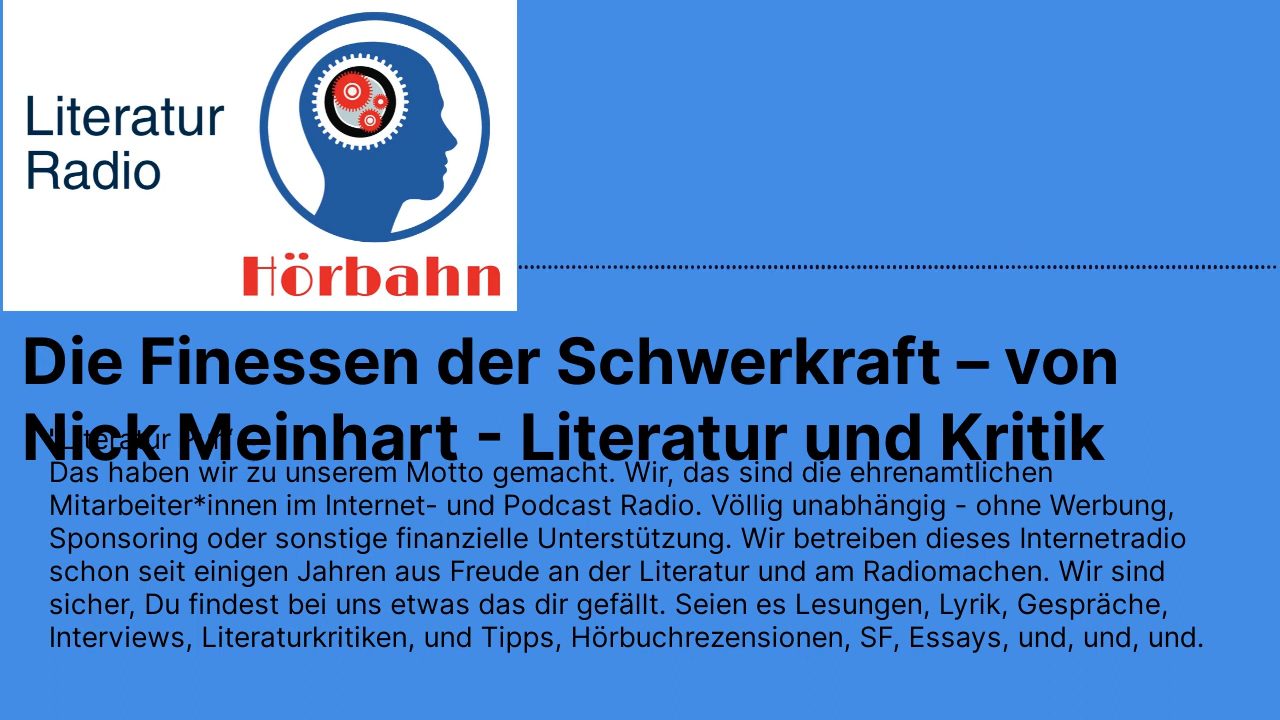 Literatur
Radio
Hörbahn
Die Finessen der Schwerkraft – von
Nick Meinhart - Literatur und Kritik
Das haben wir zu unserem Motto gemacht. Wir, das sind die ehrenamtlichen
Mitarbeiter*innen im Internet- und Podcast Radio. Völlig unabhängig - ohne Werbung,
Sponsoring oder sonstige finanzielle Unterstützung. Wir betreiben dieses Internetradio
schon seit einigen Jahren aus Freude an der Literatur und am Radiomachen. Wir sind
sicher, Du findest bei uns etwas das dir gefällt. Seien es Lesungen, Lyrik, Gespräche,
Interviews, Literaturkritiken, und Tipps, Hörbuchrezensionen, SF, Essays, und, und, und.